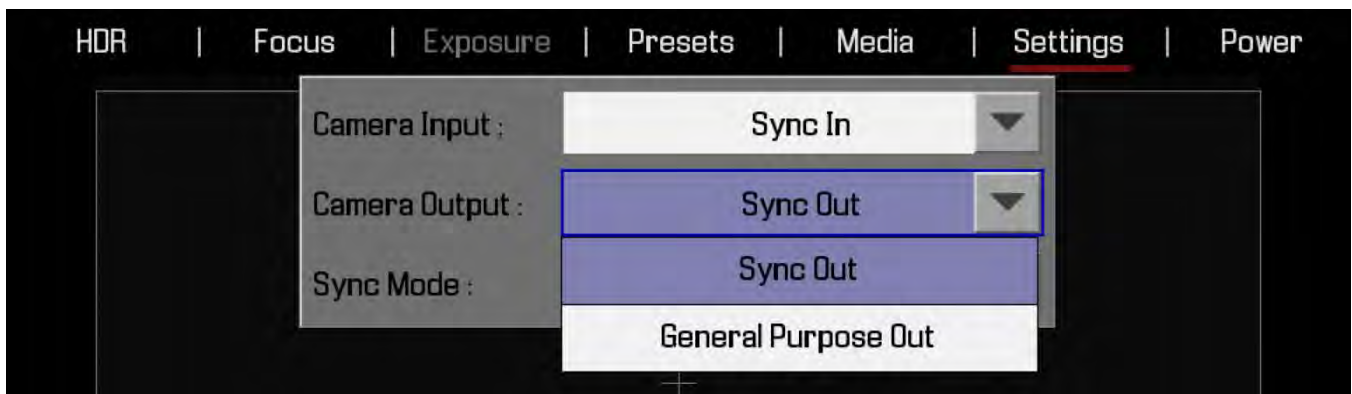 HDR | Focus | Exposure | Presets | Media | Settings | Power
Camera Input : Sync In
Camera Output : Sync Out
Sync Out
Sync Mode :
General Purpose Out